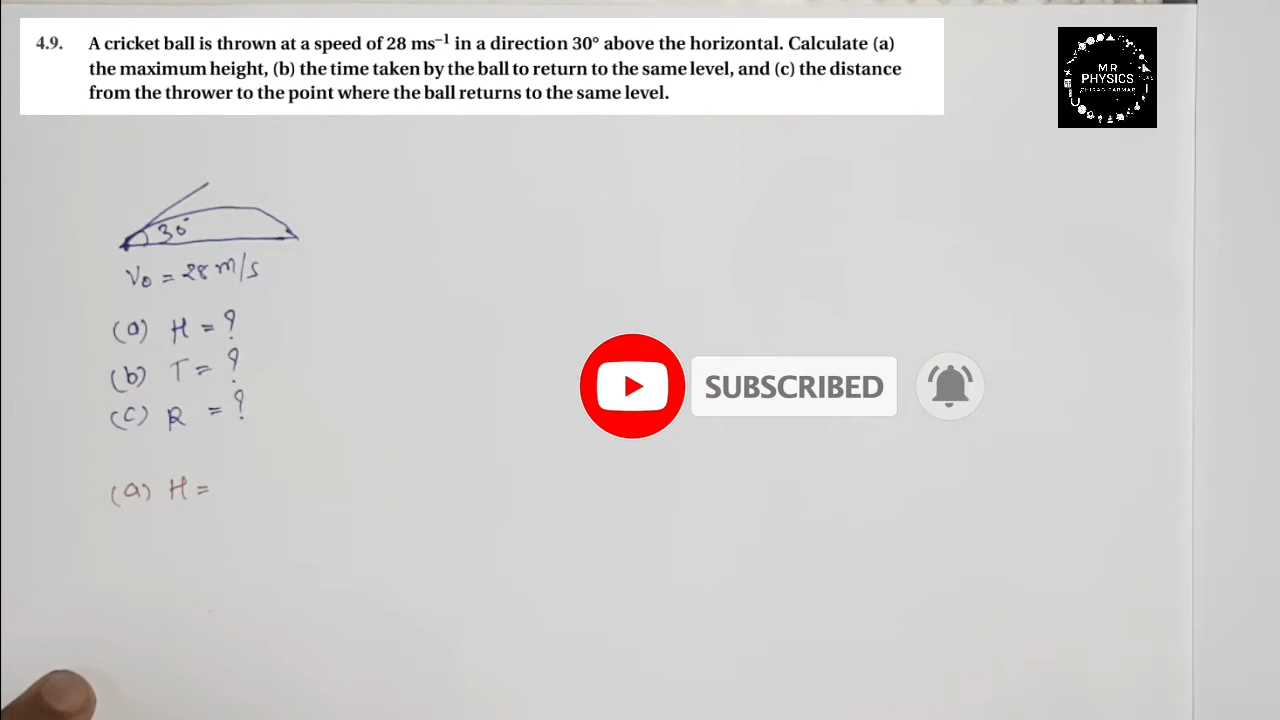 4.9. A cricket ball is thrown at a speed of 28 ms⁻¹ in a direction 30° above the horizontal. Calculate (a)
the maximum height, (b) the time taken by the ball to return to the same level, and (c) the distance
from the thrower to the point where the ball returns to the same level.
MR
PHYSICS
CHIRAG PARMAR
30°
V₀ = 28 m/s
(a) H = ?
(b) T = ?
(c) R = ?
SUBSCRIBED
(a) H =